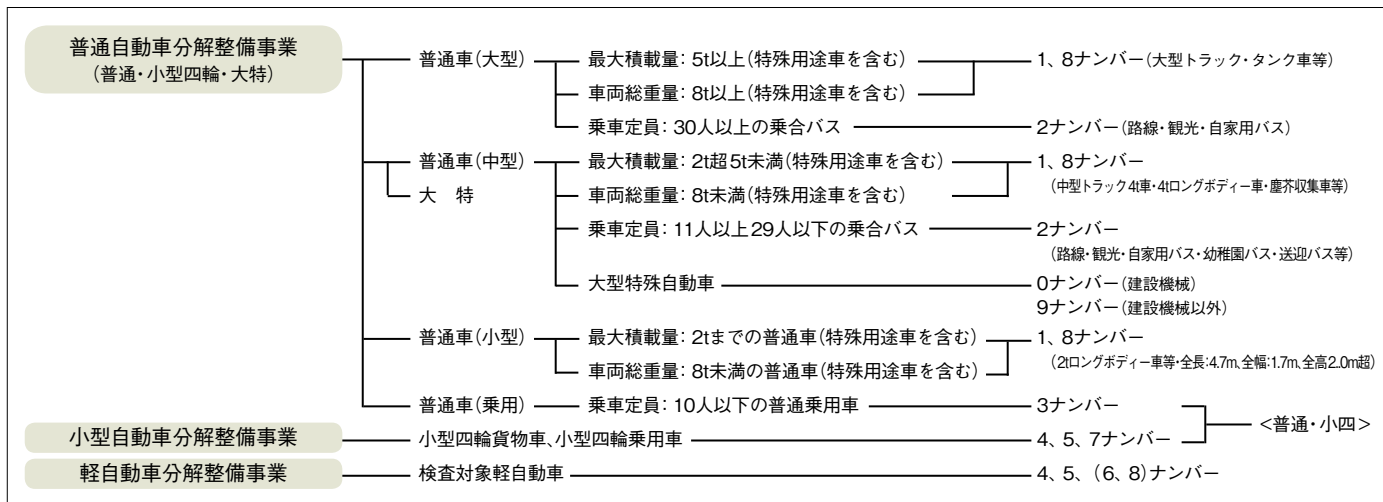 普通自動車分解整備事業
(普通・小型四輪・大特)
普通車(大型)
最大積載量：5t以上(特殊用途車を含む)
1、8ナンバー(大型トラック・タンク車等)
車両総重量：8t以上(特殊用途車を含む)
乗車定員：30人以上の乗合バス
2ナンバー(路線・観光・自家用バス)
普通車(中型)
最大積載量：2t超5t未満(特殊用途車を含む)
1、8ナンバー
大 特
車両総重量：8t未満(特殊用途車を含む)
(中型トラック4t車・4tロングボディー車・塵芥収集車等)
乗車定員：11人以上29人以下の乗合バス
2ナンバー
(路線・観光・自家用バス・幼稚園バス・送迎バス等)
大型特殊自動車
0ナンバー(建設機械)
9ナンバー(建設機械以外)
普通車(小型)
最大積載量：2tまでの普通車(特殊用途車を含む)
1、8ナンバー
車両総重量：8t未満の普通車(特殊用途車を含む)
(2tロングボディー車等・全長:4.7m、全幅:1.7m、全高2.0m超)
普通車(乗用)
乗車定員：10人以下の普通乗用車
3ナンバー
<普通・小四>
小型自動車分解整備事業
小型四輪貨物車、小型四輪乗用車
4、5、7ナンバー
軽自動車分解整備事業
検査対象軽自動車
4、5、(6、8)ナンバー